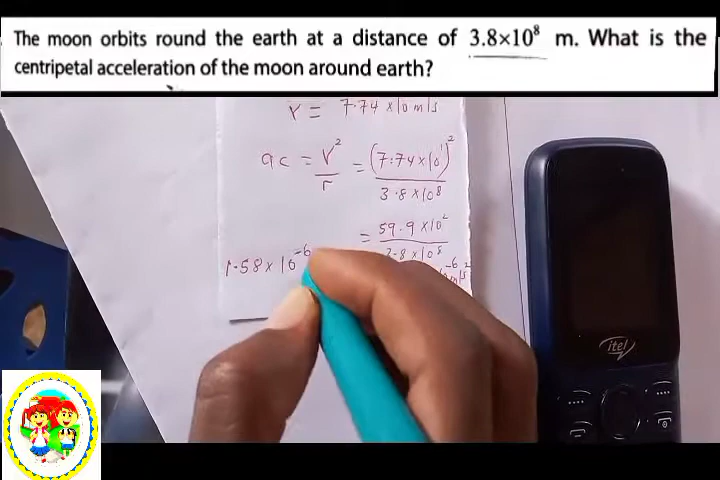 The moon orbits round the earth at a distance of 3.8×10⁸ m. What is the
centripetal acceleration of the moon around earth?
v = 7.74 x10 m/s
ac = v² / r = (7.74x10¹)² / 3.8x10⁸
= 59.9 x10² / 3.8x10⁸
1.58 x 10⁻⁶
itel